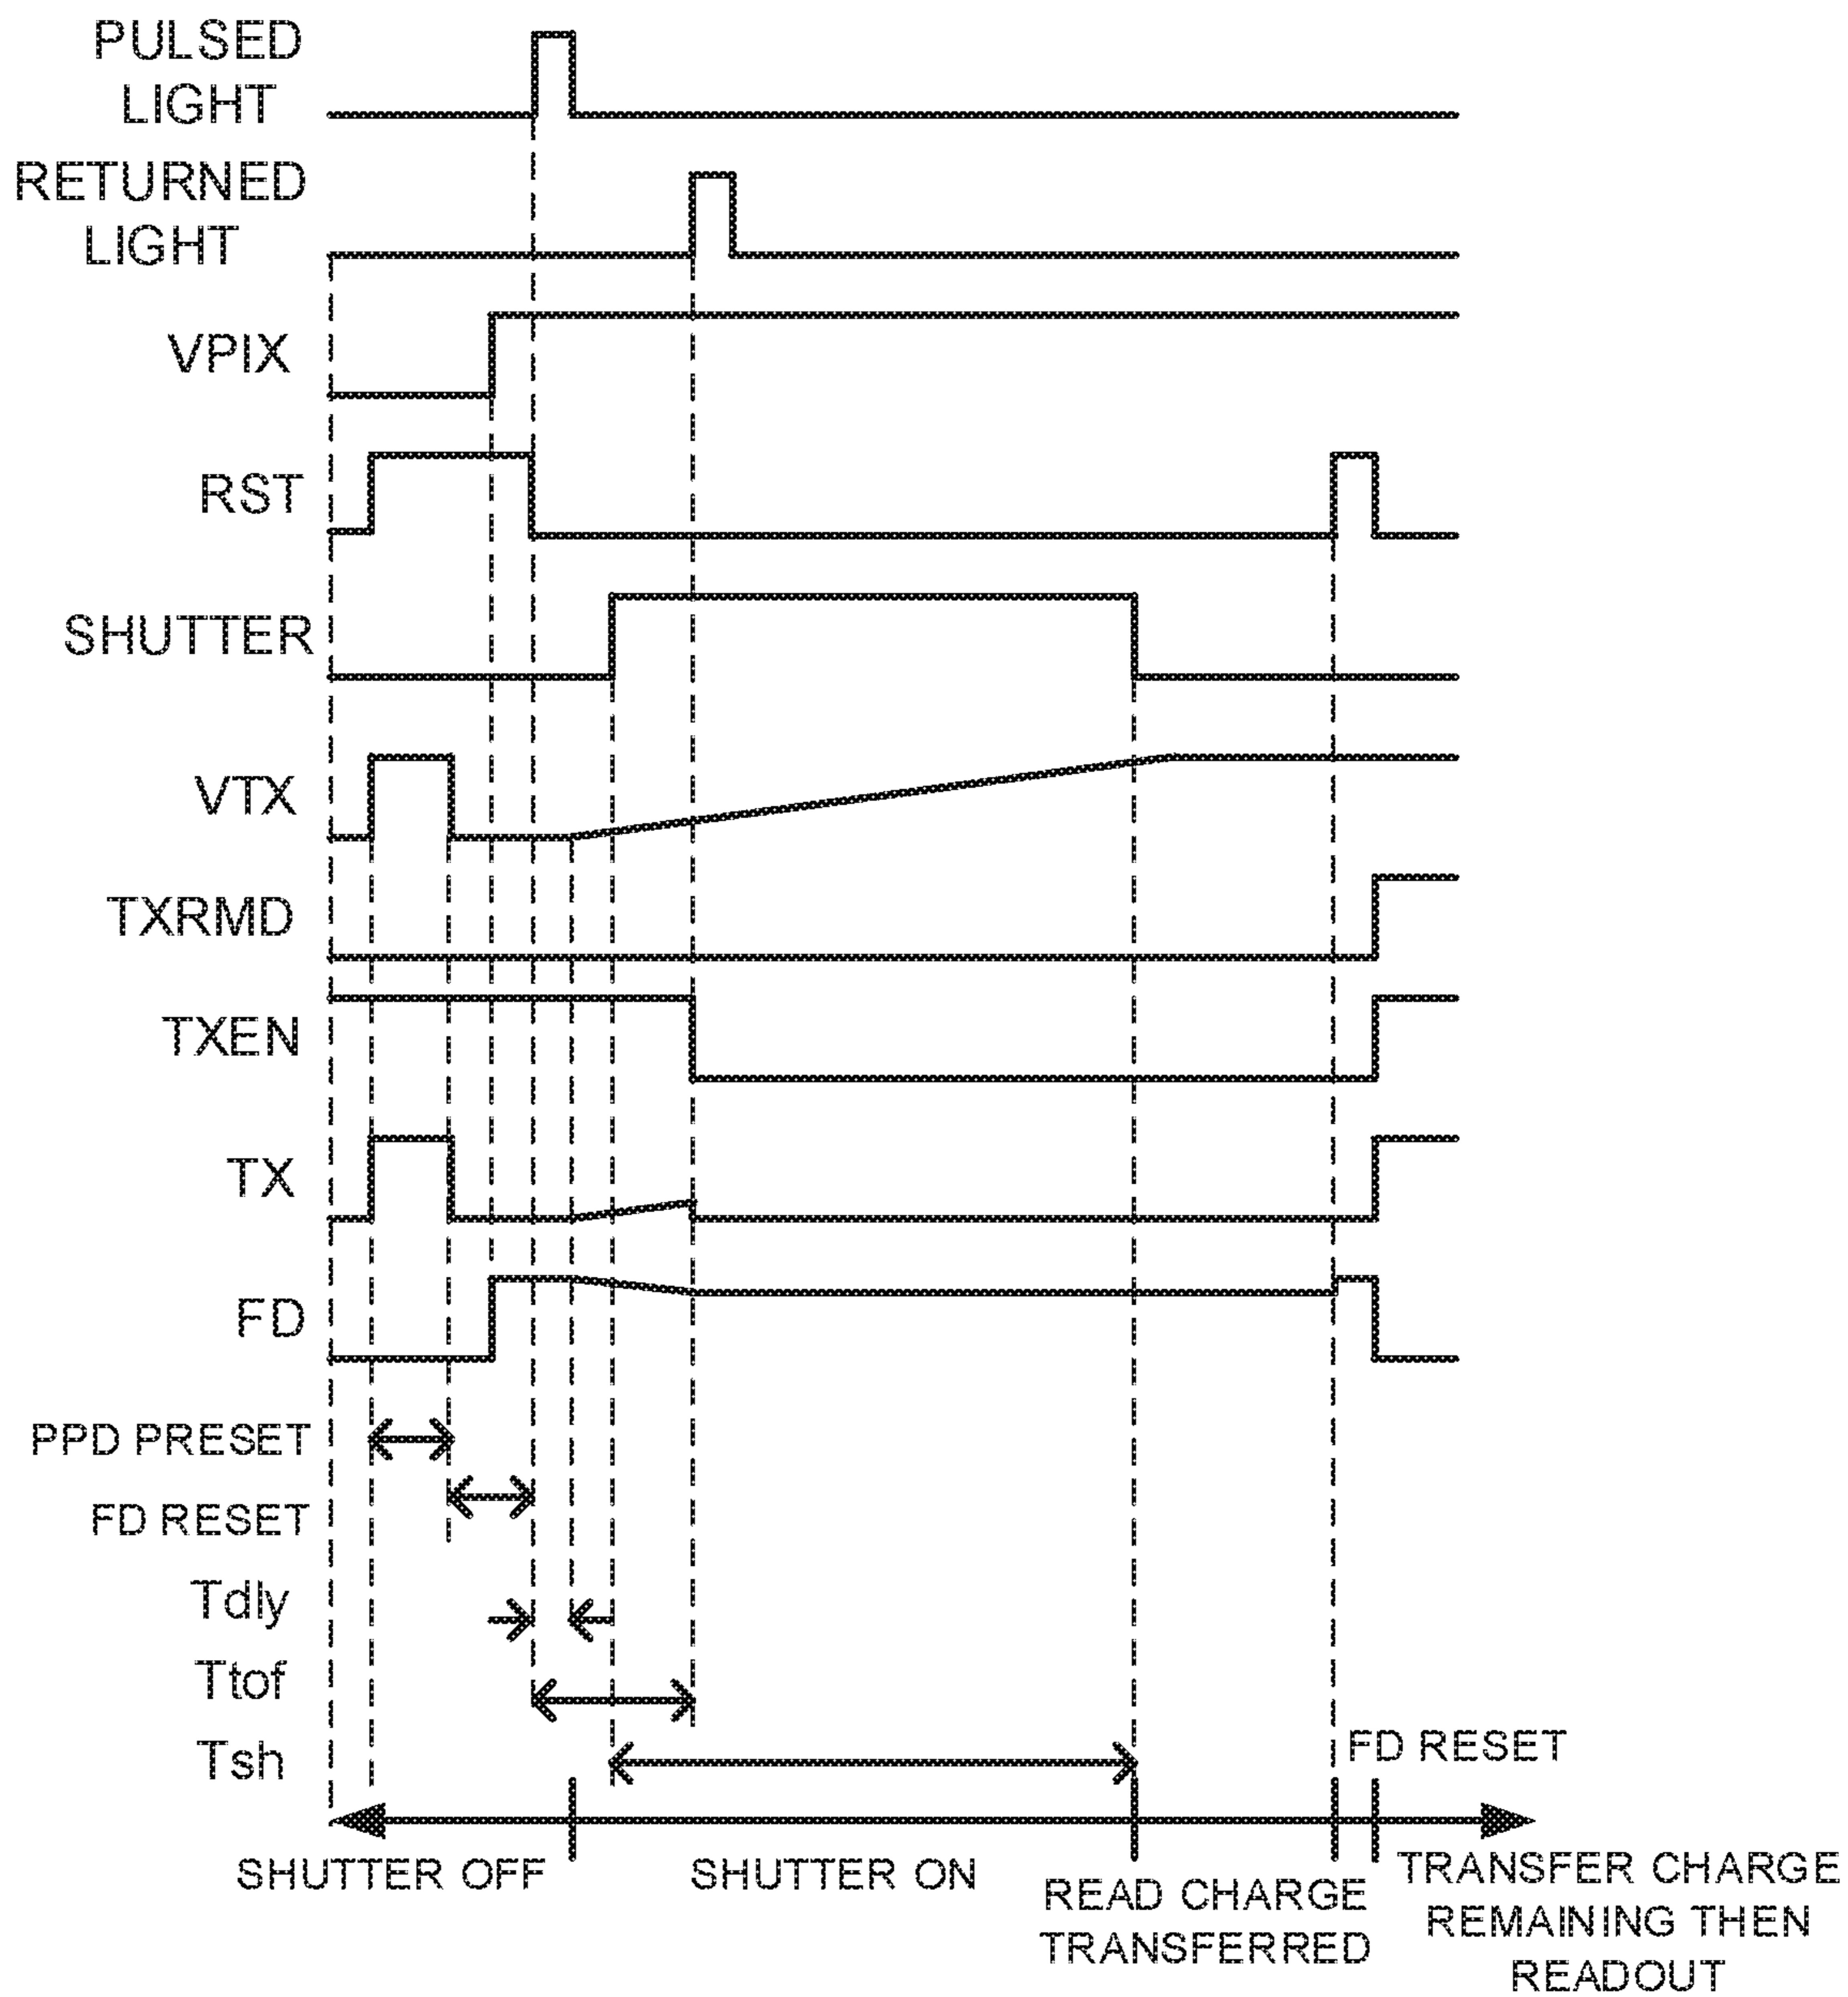 PULSED
LIGHT
RETURNED
LIGHT
VPIX
RST
SHUTTER
VTX
TXRMD
TXEN
TX
FD
PPD PRESET
FD RESET
Tdly
Ttof
Tsh
FD RESET
SHUTTER OFF
SHUTTER ON
READ CHARGE
TRANSFERRED
TRANSFER CHARGE
REMAINING THEN
READOUT